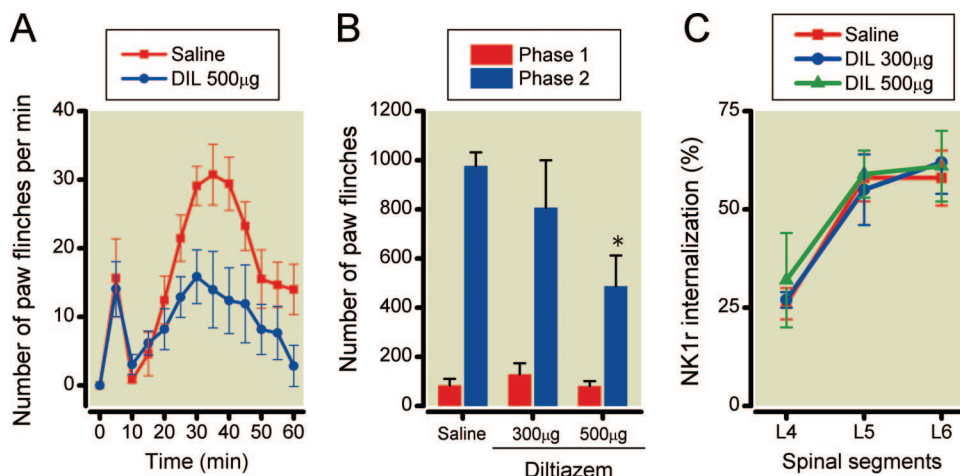 A
Saline
DIL 500µg
Number of paw flinches per min
40
30
20
10
0
0 10 20 30 40 50 60
Time (min)
B
Phase 1
Phase 2
Number of paw flinches
1200
1000
800
600
400
200
0
*
Saline 300µg 500µg
Diltiazem
C
Saline
DIL 300µg
DIL 500µg
NK1r internalization (%)
75
50
25
0
L4 L5 L6
Spinal segments